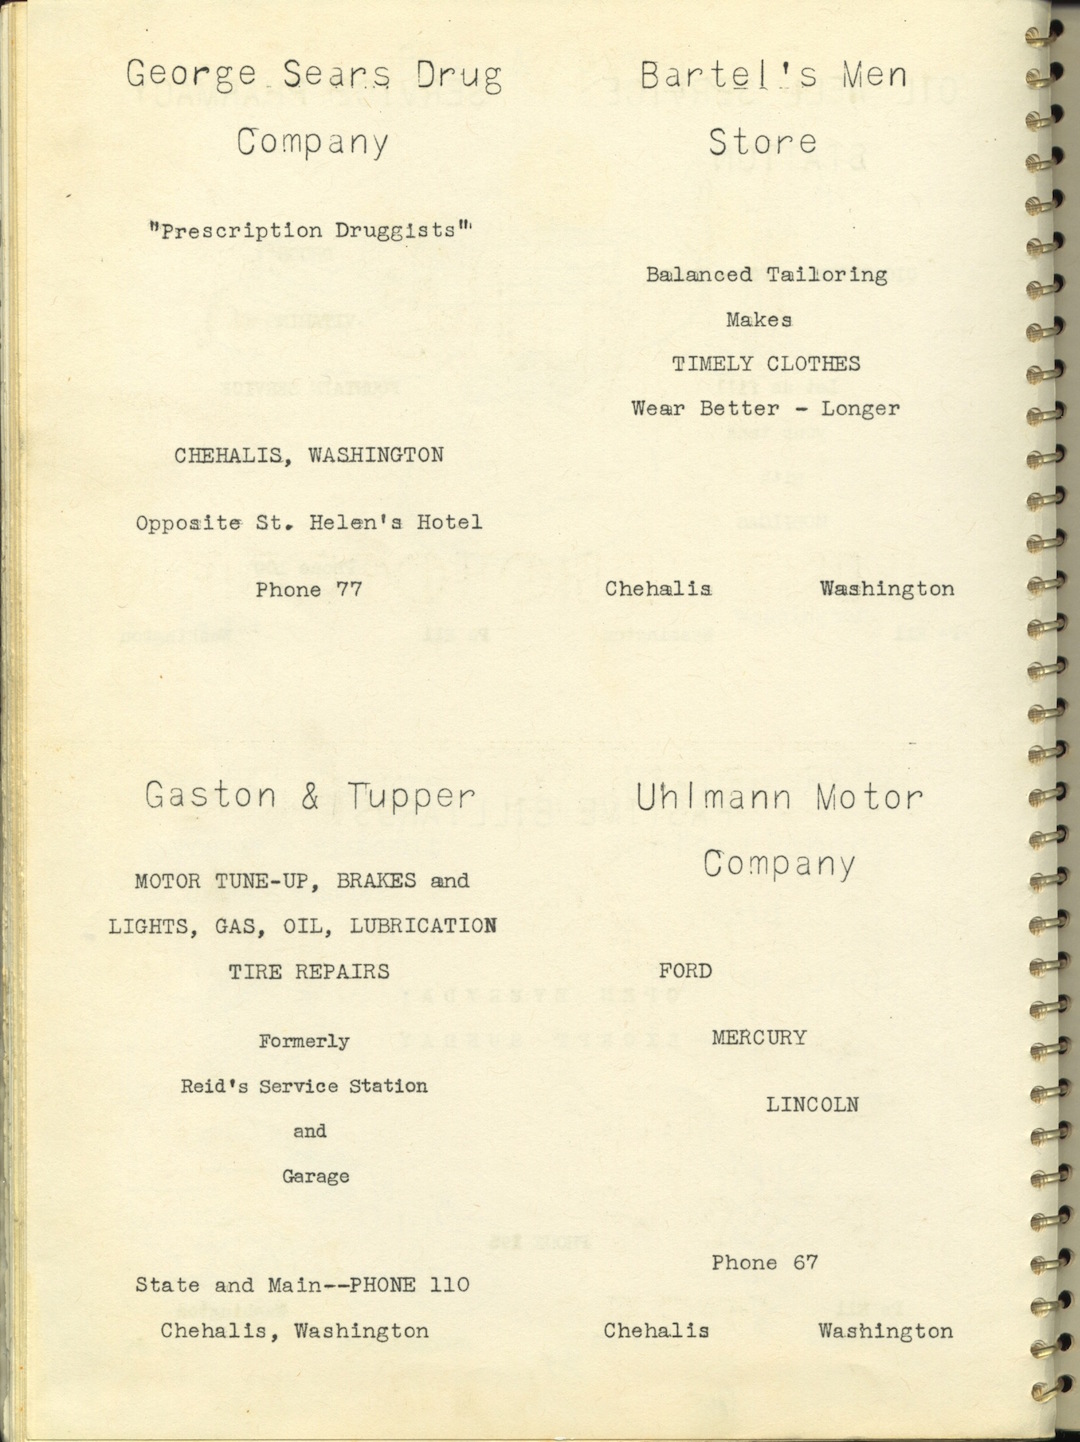 George Sears Drug
Company
"Prescription Druggists"
CHEHALIS, WASHINGTON
Opposite St. Helen's Hotel
Phone 77
Bartel's Men
Store
Balanced Tailoring
Makes
TIMELY CLOTHES
Wear Better - Longer
Chehalis Washington
Gaston & Tupper
MOTOR TUNE-UP, BRAKES and
LIGHTS, GAS, OIL, LUBRICATION
TIRE REPAIRS
Formerly
Reid's Service Station
and
Garage
State and Main--PHONE 110
Chehalis, Washington
Uhlmann Motor
Company
FORD
MERCURY
LINCOLN
Phone 67
Chehalis Washington